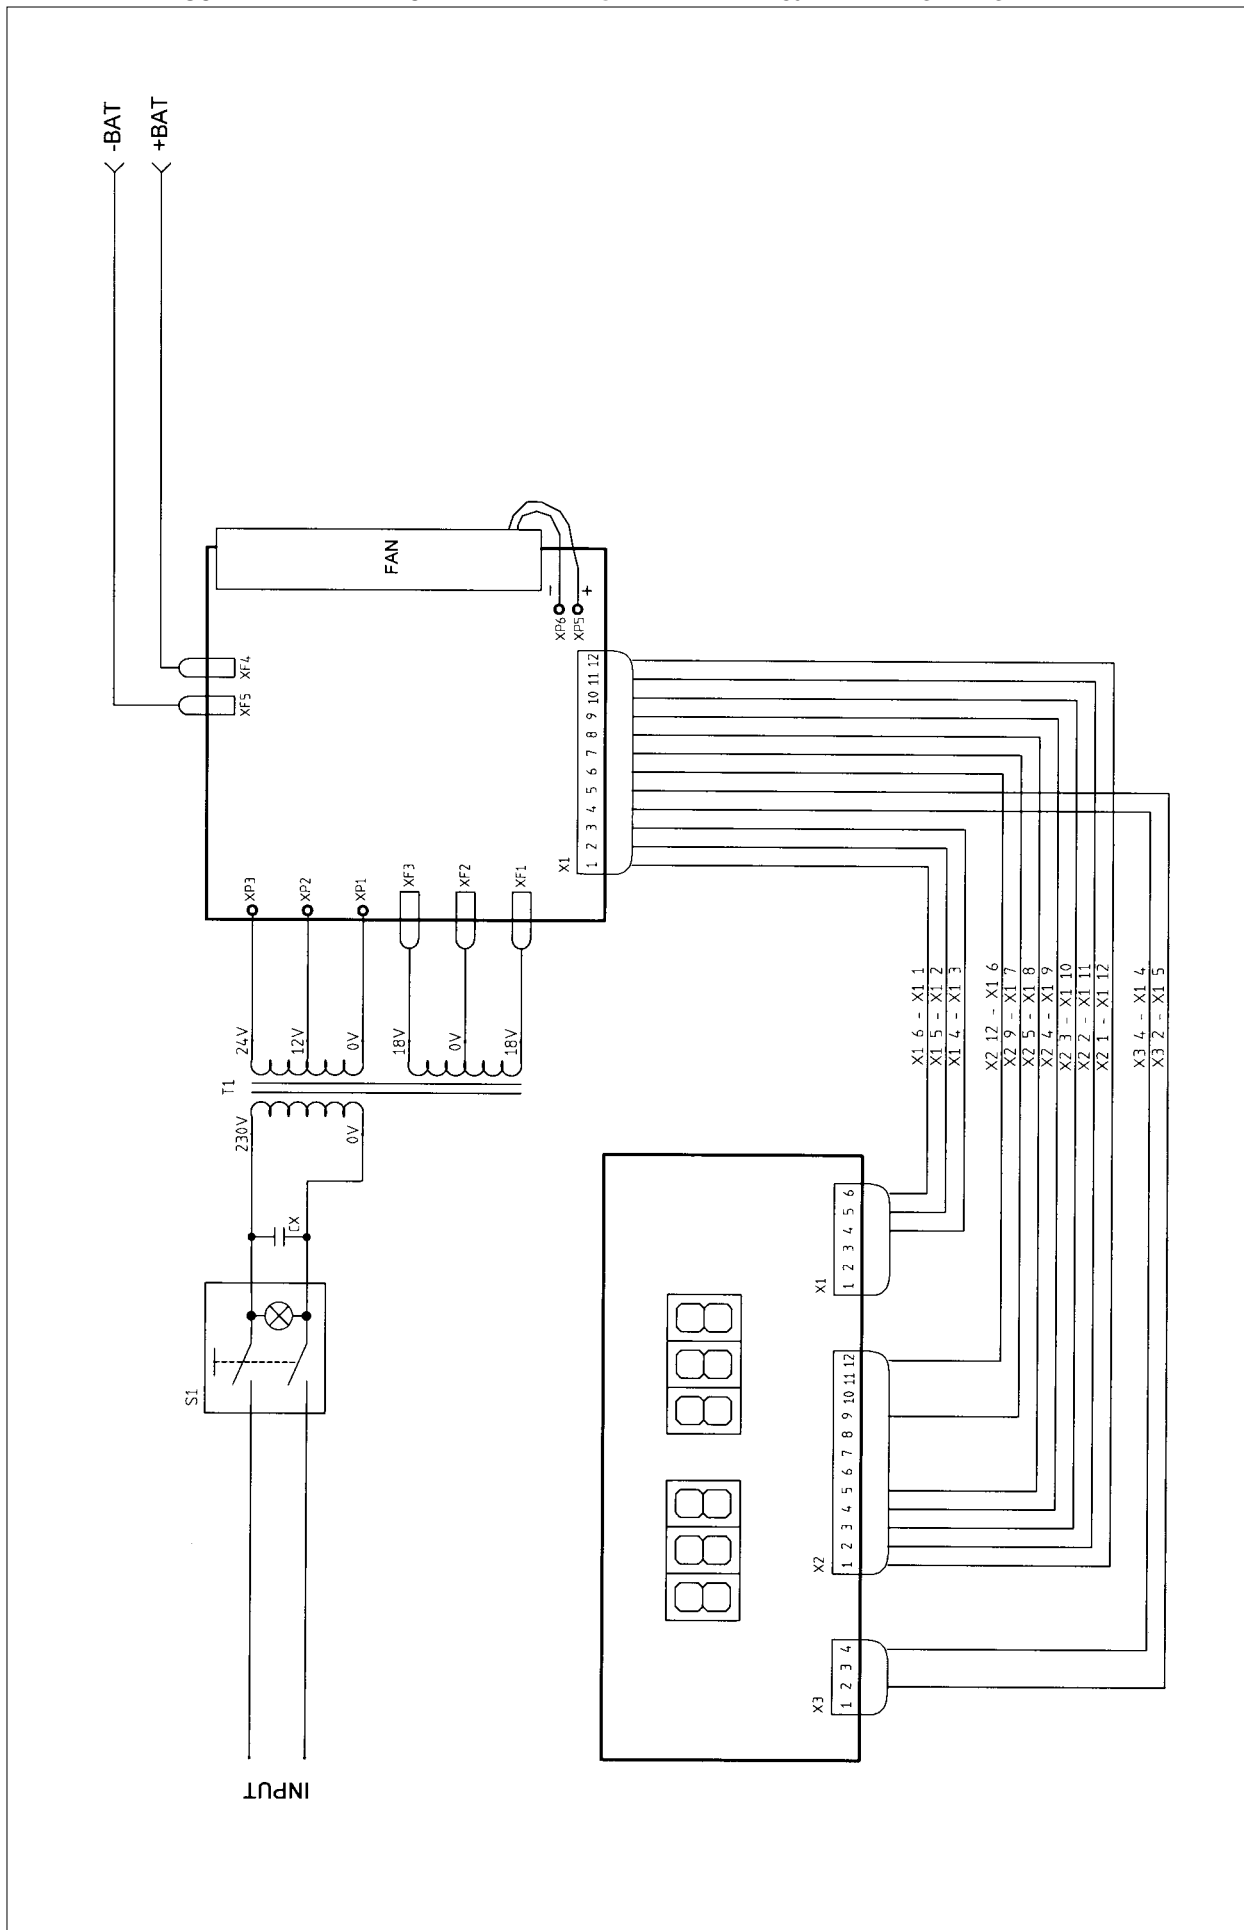 -BAT
+BAT
FAN
XF4
XF5
XP6
-
XP5
+
X1
1 2 3 4 5 6 7 8 9 10 11 12
XP3
XP2
XP1
XF3
XF2
XF1
24V
12V
0V
18V
0V
18V
T1
230V
0V
CX
S1
INPUT
X1 6 - X1 1
X1 5 - X1 2
X1 4 - X1 3
X2 12 - X1 6
X2 9 - X1 7
X2 5 - X1 8
X2 4 - X1 9
X2 3 - X1 10
X2 2 - X1 11
X2 1 - X1 12
X3 4 - X1 4
X3 2 - X1 5
X1
1 2 3 4 5 6
X2
1 2 3 4 5 6 7 8 9 10 11 12
X3
1 2 3 4